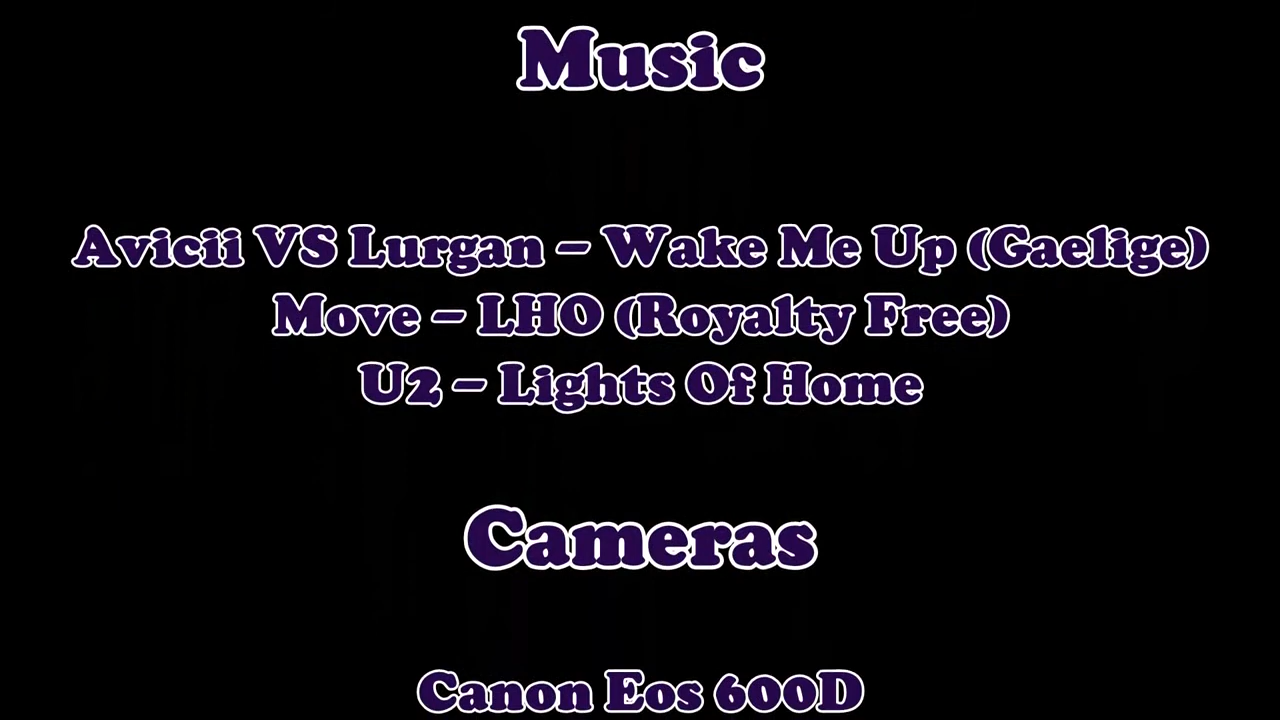 Music
Avicii VS Lurgan – Wake Me Up (Gaelige)
Move – LHO (Royalty Free)
U2 – Lights Of Home
Cameras
Canon Eos 600D